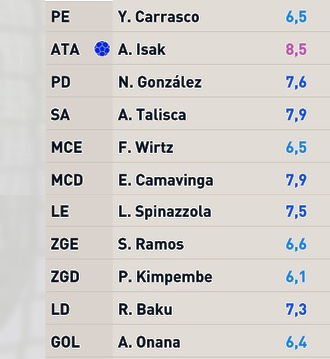 PE Y. Carrasco 6,5
ATA A. Isak 8,5
PD N. González 7,6
SA A. Talisca 7,9
MCE F. Wirtz 6,5
MCD E. Camavinga 7,9
LE L. Spinazzola 7,5
ZGE S. Ramos 6,6
ZGD P. Kimpembe 6,1
LD R. Baku 7,3
GOL A. Onana 6,4